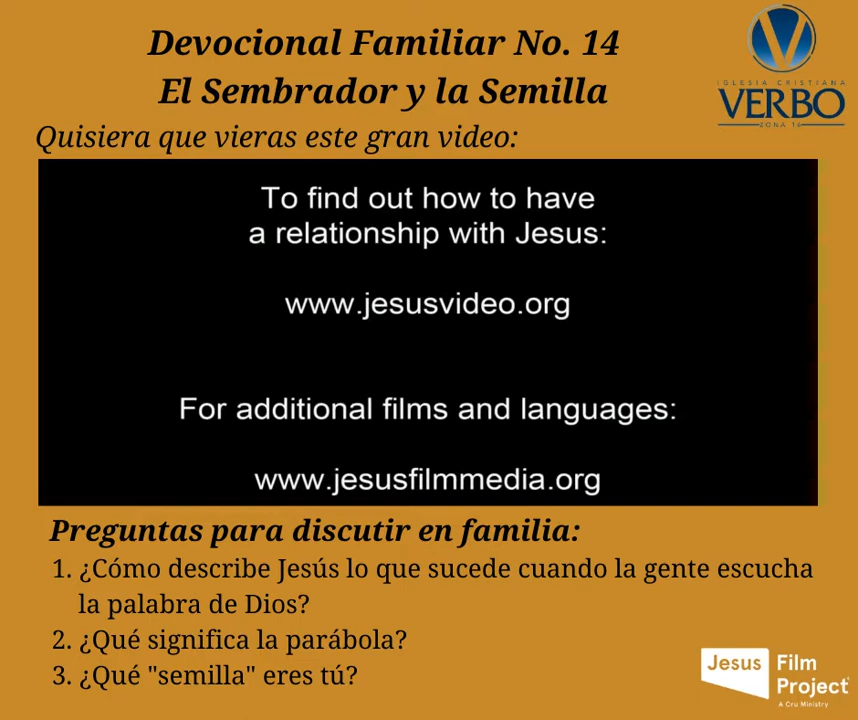 Devocional Familiar No. 14
El Sembrador y la Semilla
IGLESIA CRISTIANA
VERBO
ZONA 16
Quisiera que vieras este gran video:
To find out how to have
a relationship with Jesus:
www.jesusvideo.org
For additional films and languages:
www.jesusfilmmedia.org
Preguntas para discutir en familia:
1. ¿Cómo describe Jesús lo que sucede cuando la gente escucha
la palabra de Dios?
2. ¿Qué significa la parábola?
3. ¿Qué "semilla" eres tú?
Jesus Film
Project
A Cru Ministry